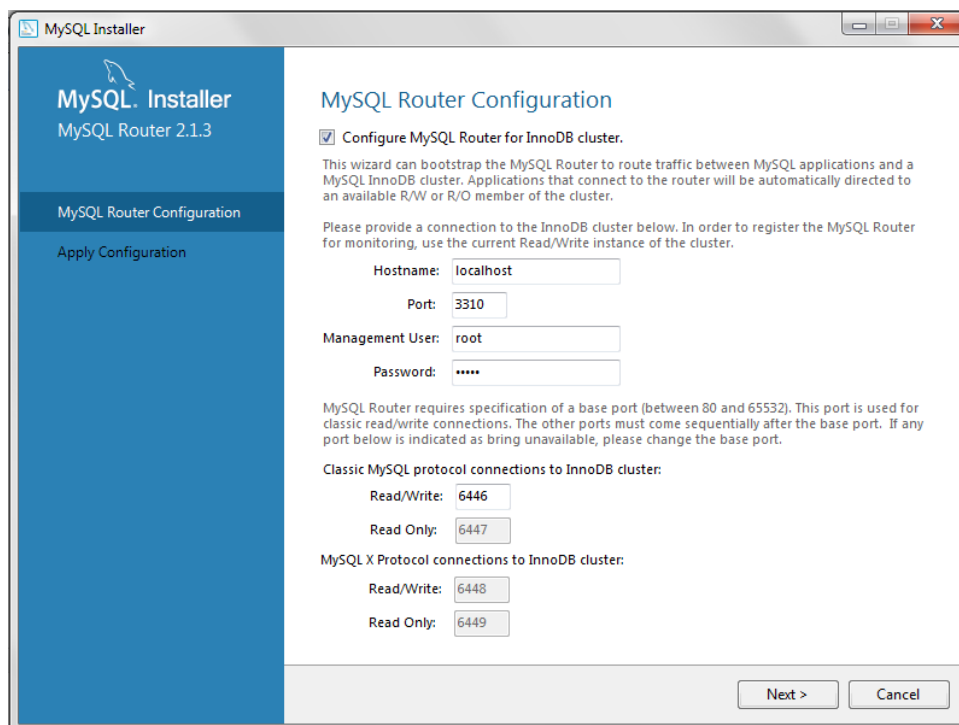 MySQL Installer
MySQL. Installer
MySQL Router 2.1.3
MySQL Router Configuration
Apply Configuration
MySQL Router Configuration
Configure MySQL Router for InnoDB cluster.
This wizard can bootstrap the MySQL Router to route traffic between MySQL applications and a
MySQL InnoDB cluster. Applications that connect to the router will be automatically directed to
an available R/W or R/O member of the cluster.
Please provide a connection to the InnoDB cluster below. In order to register the MySQL Router
for monitoring, use the current Read/Write instance of the cluster.
Hostname: localhost
Port: 3310
Management User: root
Password: •••••
MySQL Router requires specification of a base port (between 80 and 65532). This port is used for
classic read/write connections. The other ports must come sequentially after the base port. If any
port below is indicated as bring unavailable, please change the base port.
Classic MySQL protocol connections to InnoDB cluster:
Read/Write: 6446
Read Only: 6447
MySQL X Protocol connections to InnoDB cluster:
Read/Write: 6448
Read Only: 6449
Next >
Cancel